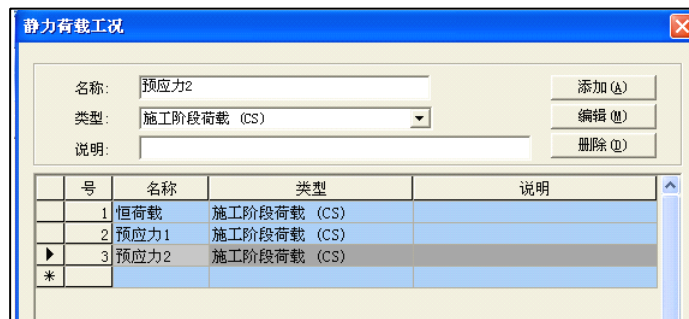 静力荷载工况
名称: 预应力2 添加(A)
类型: 施工阶段荷载 (CS) 编辑(M)
说明: 删除(D)
号 名称 类型 说明
1 恒荷载 施工阶段荷载 (CS)
2 预应力1 施工阶段荷载 (CS)
3 预应力2 施工阶段荷载 (CS)